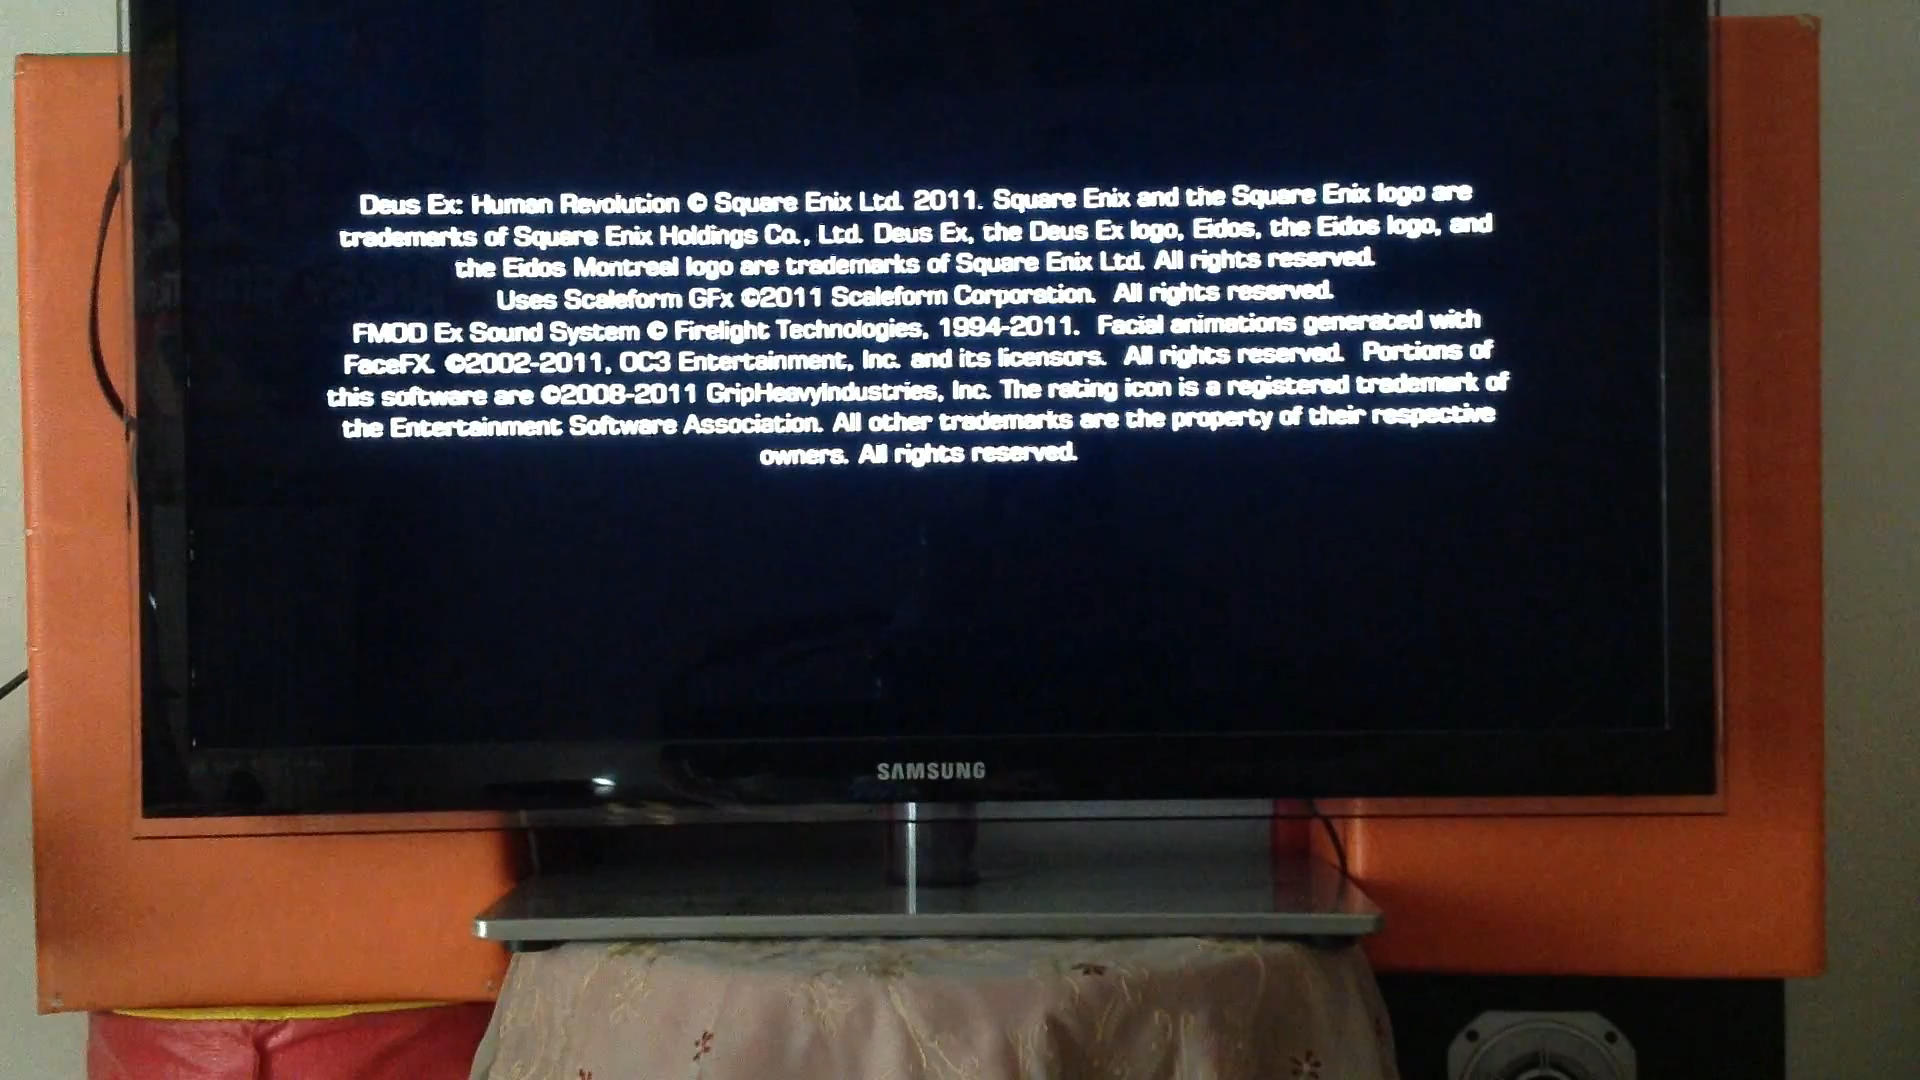 Deus Ex: Human Revolution © Square Enix Ltd. 2011. Square Enix and the Square Enix logo are
trademarks of Square Enix Holdings Co., Ltd. Deus Ex, the Deus Ex logo, Eidos, the Eidos logo, and
the Eidos Montreal logo are trademarks of Square Enix Ltd. All rights reserved.
Uses Scaleform GFx ©2011 Scaleform Corporation. All rights reserved.
FMOD Ex Sound System © Firelight Technologies, 1994-2011. Facial animations generated with
FaceFX. ©2002-2011, OC3 Entertainment, Inc. and its licensors. All rights reserved. Portions of
this software are ©2008-2011 GripHeavyIndustries, Inc. The rating icon is a registered trademark of
the Entertainment Software Association. All other trademarks are the property of their respective
owners. All rights reserved.
SAMSUNG